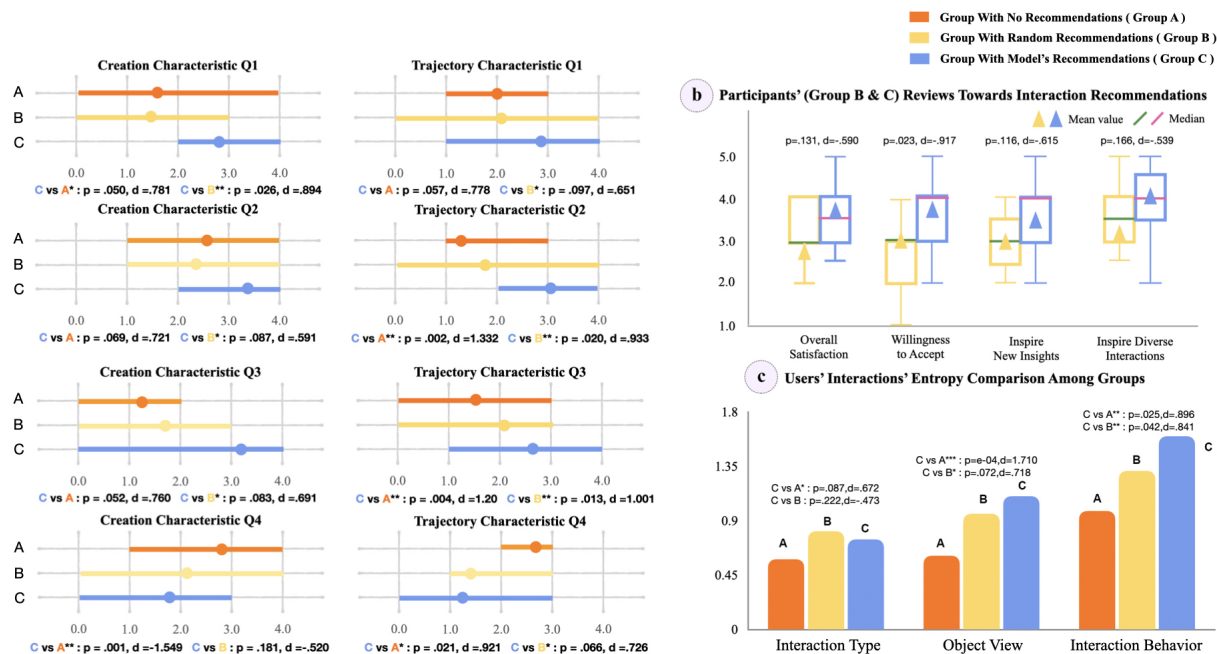 Group With No Recommendations ( Group A )
Group With Random Recommendations ( Group B )
Group With Model's Recommendations ( Group C )
Creation Characteristic Q1
A
B
C
0.0 1.0 2.0 3.0 4.0
C vs A* : p = .050, d =.781 C vs B** : p = .026, d =.894
Trajectory Characteristic Q1
0.0 1.0 2.0 3.0 4.0
C vs A : p = .057, d =.778 C vs B* : p = .097, d =.651
Creation Characteristic Q2
A
B
C
1.0 2.0 3.0 4.0
C vs A : p = .069, d =.721 C vs B* : p = .087, d =.591
Trajectory Characteristic Q2
0.0 1.0 2.0 3.0 4.0
C vs A** : p = .002, d =1.332 C vs B** : p = .020, d =.933
Creation Characteristic Q3
A
B
C
0.0 1.0 2.0 3.0 4.0
C vs A : p = .052, d =.760 C vs B* : p = .083, d =.691
Trajectory Characteristic Q3
0.0 1.0 2.0 3.0 4.0
C vs A** : p = .004, d =1.20 C vs B** : p = .013, d =1.001
Creation Characteristic Q4
A
B
C
0.0 1.0 2.0 3.0 4.0
C vs A** : p = .001, d =-1.549 C vs B : p = .181, d =-.520
Trajectory Characteristic Q4
0.0 1.0 2.0 3.0 4.0
C vs A* : p = .021, d =.921 C vs B* : p = .066, d =.726
b Participants' (Group B & C) Reviews Towards Interaction Recommendations
Mean value Median
p=.131, d=-.590 p=.023, d=-.917 p=.116, d=-.615 p=.166, d=-.539
5.0
4.0
3.0
2.0
1.0
Overall Satisfaction
Willingness to Accept
Inspire New Insights
Inspire Diverse Interactions
c Users' Interactions' Entropy Comparison Among Groups
1.8
1.35
0.9
0.45
0
C vs A* : p=.087,d=.672
C vs B : p=.222,d=-.473
A B C
C vs A*** : p=e-04,d=1.710
C vs B* : p=.072,d=.718
A B C
C vs A** : p=.025,d=.896
C vs B** : p=.042,d=.841
A B C
Interaction Type Object View Interaction Behavior